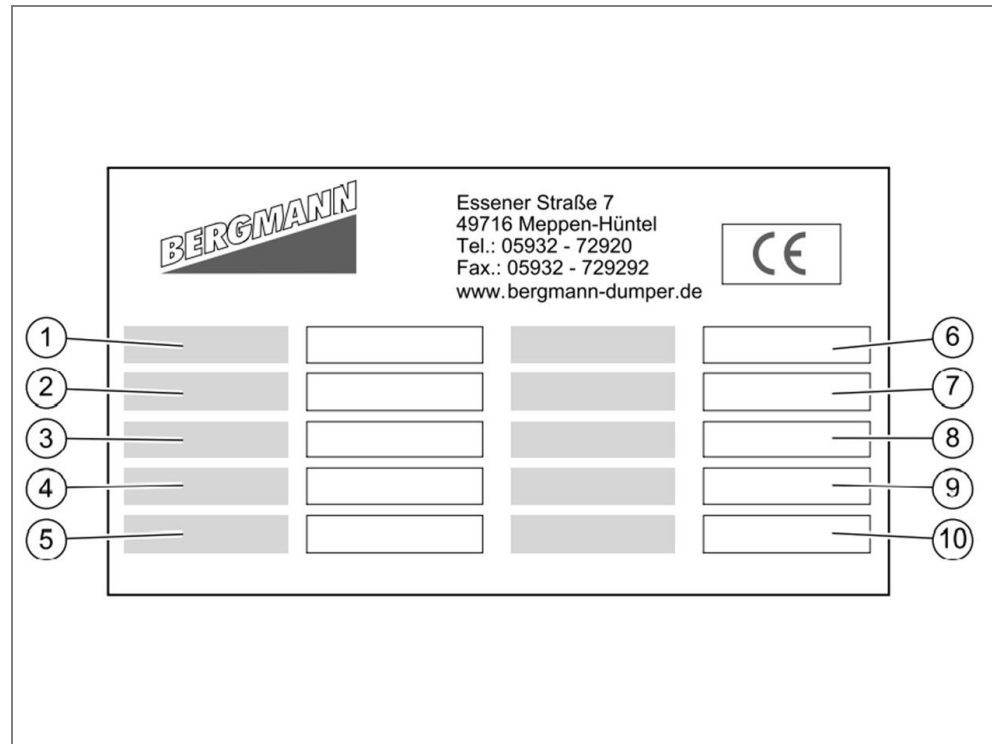 BERGMANN
Essener Straße 7
49716 Meppen-Hüntel
Tel.: 05932 - 72920
Fax.: 05932 - 729292
www.bergmann-dumper.de
CE
1
2
3
4
5
6
7
8
9
10